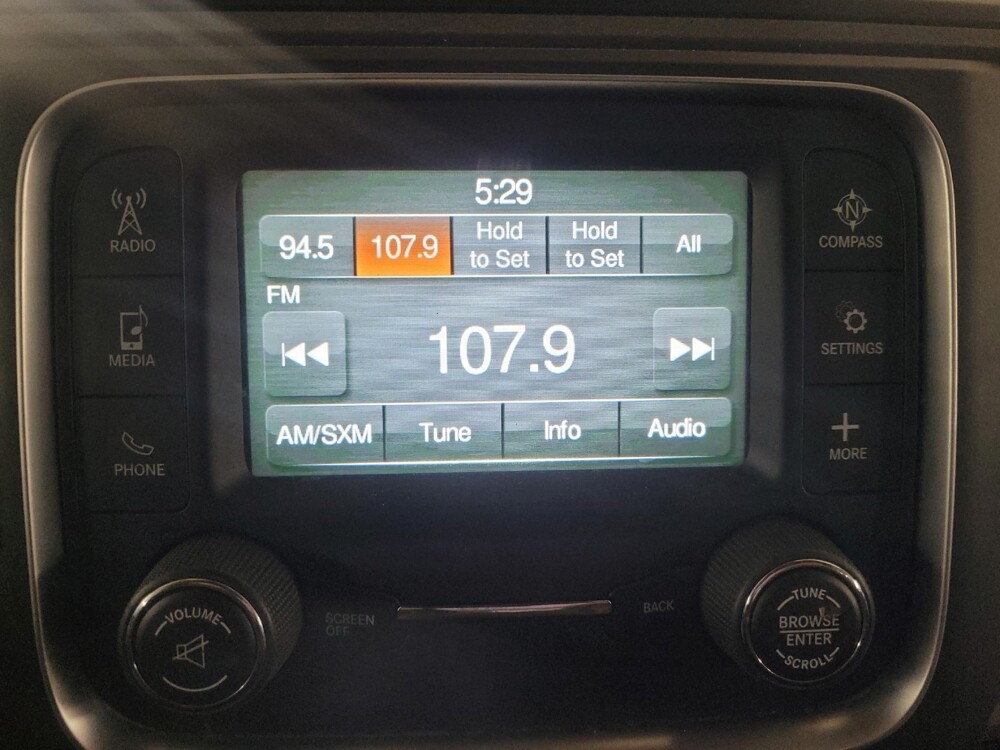 5:29
94.5
107.9
Hold
to Set
Hold
to Set
All
FM
107.9
AM/SXM
Tune
Info
Audio
RADIO
MEDIA
PHONE
N
COMPASS
SETTINGS
MORE
VOLUME
SCREEN
OFF
BACK
TUNE
BROWSE
ENTER
SCROLL